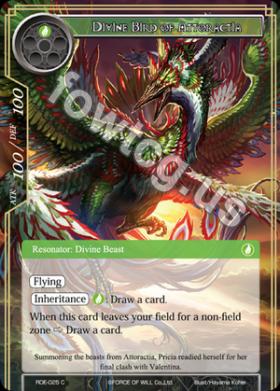 Divine Bird of Attoractia
ATK 100/DEF 100
fowtcg.us
Resonator: Divine Beast
Flying
Inheritance : Draw a card.
When this card leaves your field for a non-field
zone ⇨ Draw a card.
Summoning the beasts from Attoractia, Pricia readied herself for her
final clash with Valentina.
RDE-025 C
©FORCE OF WILL Co.,Ltd.
Illust/Hayama Kohei